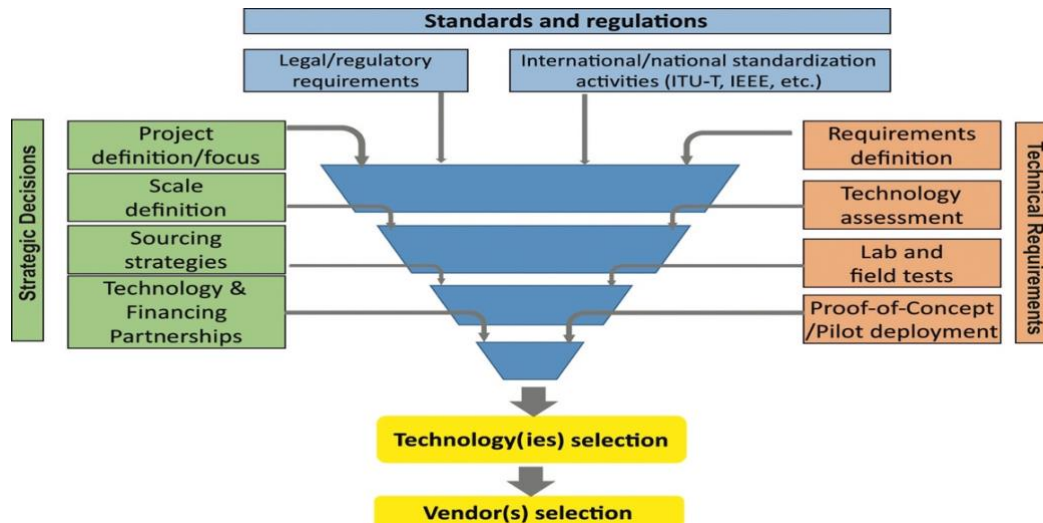 Standards and regulations
Legal/regulatory
requirements
International/national standardization
activities (ITU-T, IEEE, etc.)
Strategic Decisions
Project
definition/focus
Scale
definition
Sourcing
strategies
Technology &
Financing
Partnerships
Requirements
definition
Technology
assessment
Lab and
field tests
Proof-of-Concept
/Pilot deployment
Technical Requirements
Technology(ies) selection
Vendor(s) selection